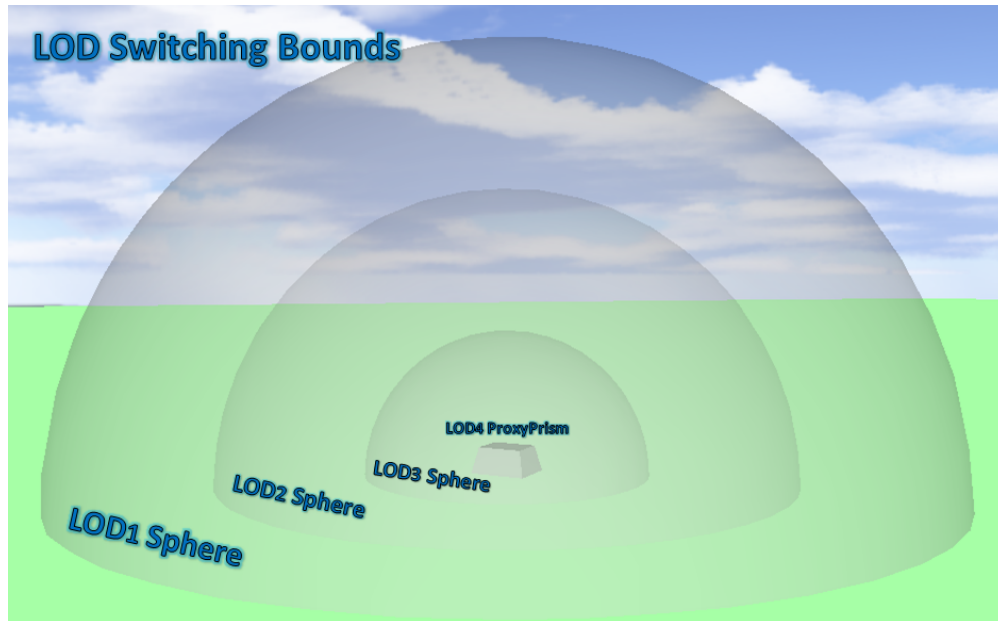 LOD Switching Bounds
LOD4 ProxyPrism
LOD3 Sphere
LOD2 Sphere
LOD1 Sphere